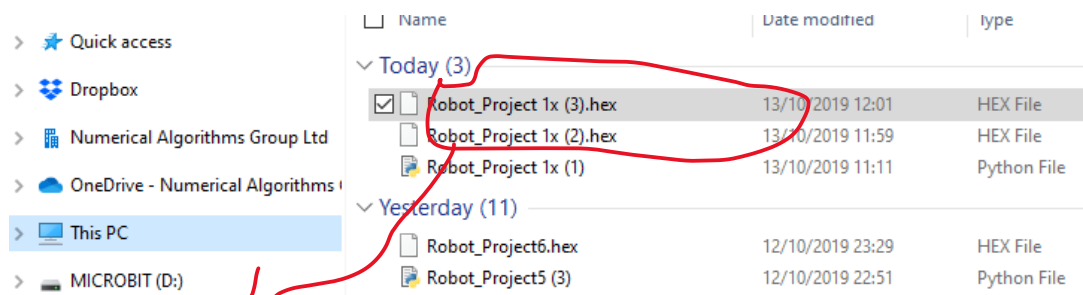 Name Date modified Type
Quick access
Dropbox
Numerical Algorithms Group Ltd
OneDrive - Numerical Algorithms
This PC
MICROBIT (D:)
Today (3)
Robot_Project 1x (3).hex 13/10/2019 12:01 HEX File
Robot_Project 1x (2).hex 13/10/2019 11:59 HEX File
Robot_Project 1x (1) 13/10/2019 11:11 Python File
Yesterday (11)
Robot_Project6.hex 12/10/2019 23:29 HEX File
Robot_Project5 (3) 12/10/2019 22:51 Python File